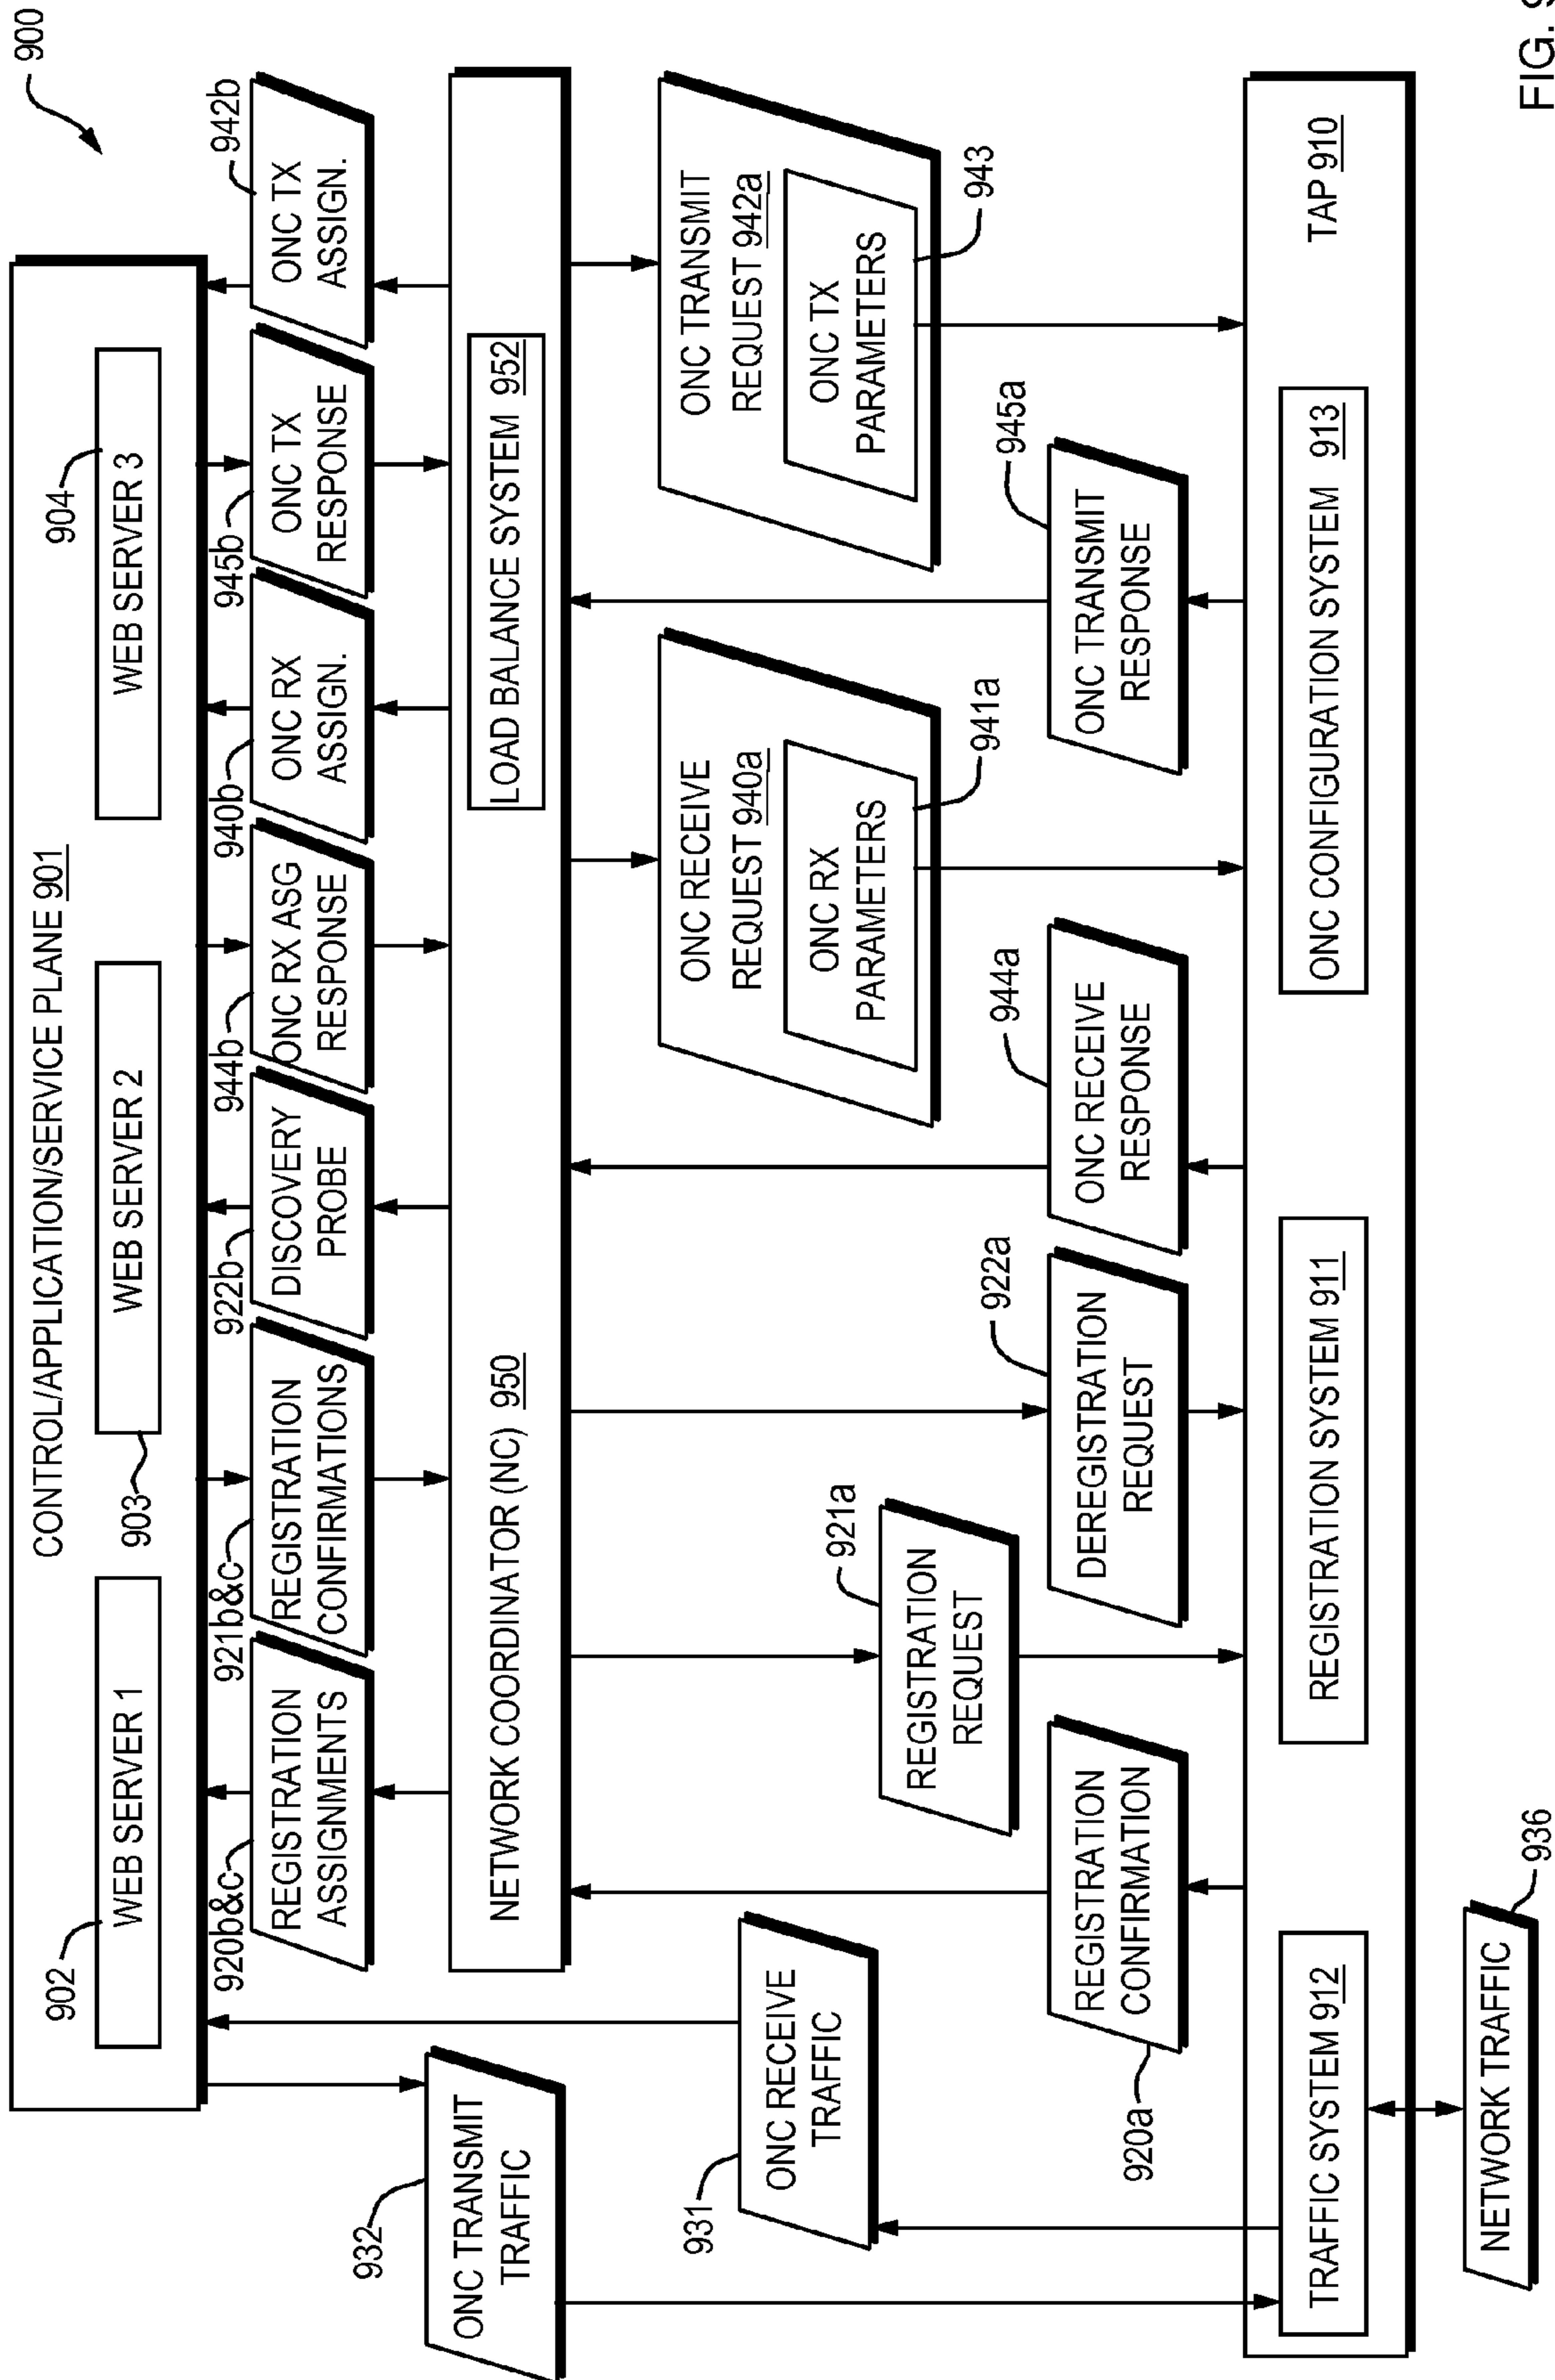 900
CONTROL/APPLICATION/SERVICE PLANE 901
902
WEB SERVER 1
903
WEB SERVER 2
904
WEB SERVER 3
920b&c
REGISTRATION
ASSIGNMENTS
921b&c
REGISTRATION
CONFIRMATIONS
922b
DISCOVERY
PROBE
944b
ONC RX ASG
RESPONSE
940b
ONC RX
ASSIGN.
945b
ONC TX
RESPONSE
942b
ONC TX
ASSIGN.
932
ONC TRANSMIT
TRAFFIC
NETWORK COORDINATOR (NC) 950
LOAD BALANCE SYSTEM 952
931
ONC RECEIVE
TRAFFIC
921a
REGISTRATION
REQUEST
ONC RECEIVE
REQUEST 940a
ONC RX
PARAMETERS
941a
ONC TRANSMIT
REQUEST 942a
ONC TX
PARAMETERS
943
920a
REGISTRATION
CONFIRMATION
922a
DEREGISTRATION
REQUEST
944a
ONC RECEIVE
RESPONSE
945a
ONC TRANSMIT
RESPONSE
TRAFFIC SYSTEM 912
REGISTRATION SYSTEM 911
ONC CONFIGURATION SYSTEM 913
TAP 910
NETWORK TRAFFIC
936
FIG. 9